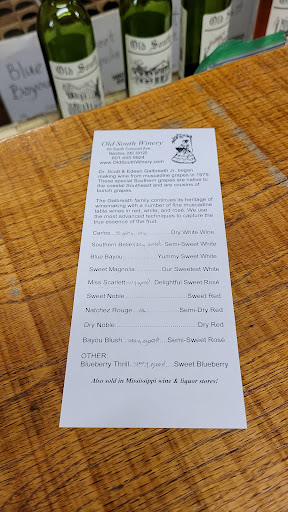 Old South
Old South
Blue
Bayou
Old South Winery
65 South Concord Ave.
Natchez, MS 39120
601.445.9924
www.OldSouthWinery.com
Dr. Scott & Edeen Galbreath Jr. began
making wine from muscadine grapes in 1979.
These special Southern grapes are native to
the coastal Southeast and are cousins of
bunch grapes.
The Galbreath family continues its heritage of
winemaking with a number of fine muscadine
table wines in red, white, and rosé. We use
the most advanced techniques to capture the
true essence of the fruit.
Carlos Dry White Wine
Southern Belle Semi-Sweet White
Blue Bayou Yummy Sweet White
Sweet Magnolia Our Sweetest White
Miss Scarlett Delightful Sweet Rosé
Sweet Noble Sweet Red
Natchez Rouge Semi-Dry Red
Dry Noble Dry Red
Bayou Blush Semi-Sweet Rosé
OTHER
Blueberry Thrill Sweet Blueberry
Also sold in Mississippi wine & liquor stores!